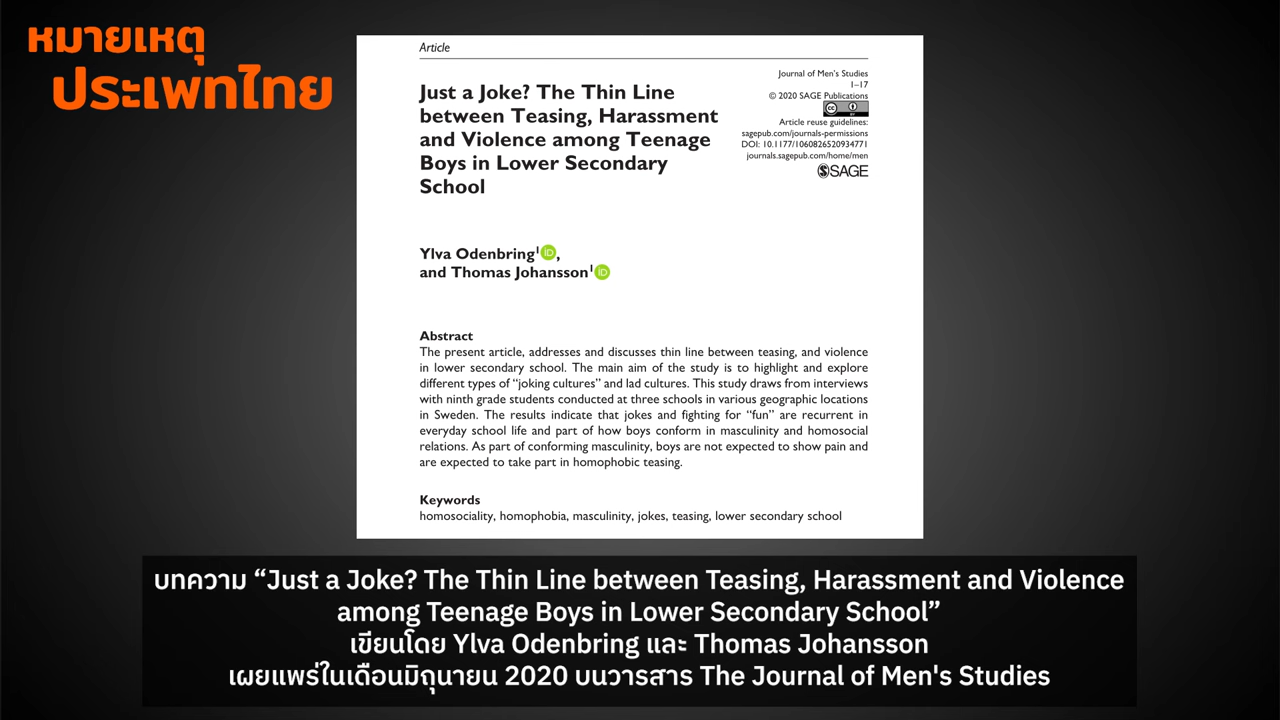 หมายเหตุ
ประเพทไทย
Article
Journal of Men's Studies
1–17
© 2020 SAGE Publications
Article reuse guidelines:
sagepub.com/journals-permissions
DOI: 10.1177/1060826520934771
journals.sagepub.com/home/men
SAGE
Just a Joke? The Thin Line
between Teasing, Harassment
and Violence among Teenage
Boys in Lower Secondary
School
Ylva Odenbring¹ iD,
and Thomas Johansson¹ iD
Abstract
The present article, addresses and discusses thin line between teasing, and violence
in lower secondary school. The main aim of the study is to highlight and explore
different types of “joking cultures” and lad cultures. This study draws from interviews
with ninth grade students conducted at three schools in various geographic locations
in Sweden. The results indicate that jokes and fighting for “fun” are recurrent in
everyday school life and part of how boys conform in masculinity and homosocial
relations. As part of conforming masculinity, boys are not expected to show pain and
are expected to take part in homophobic teasing.
Keywords
homosociality, homophobia, masculinity, jokes, teasing, lower secondary school
บทความ “Just a Joke? The Thin Line between Teasing, Harassment and Violence
among Teenage Boys in Lower Secondary School”
เขียนโดย Ylva Odenbring และ Thomas Johansson
เผยแพร่ในเดือนมิถุนายน 2020 บนวารสาร The Journal of Men's Studies